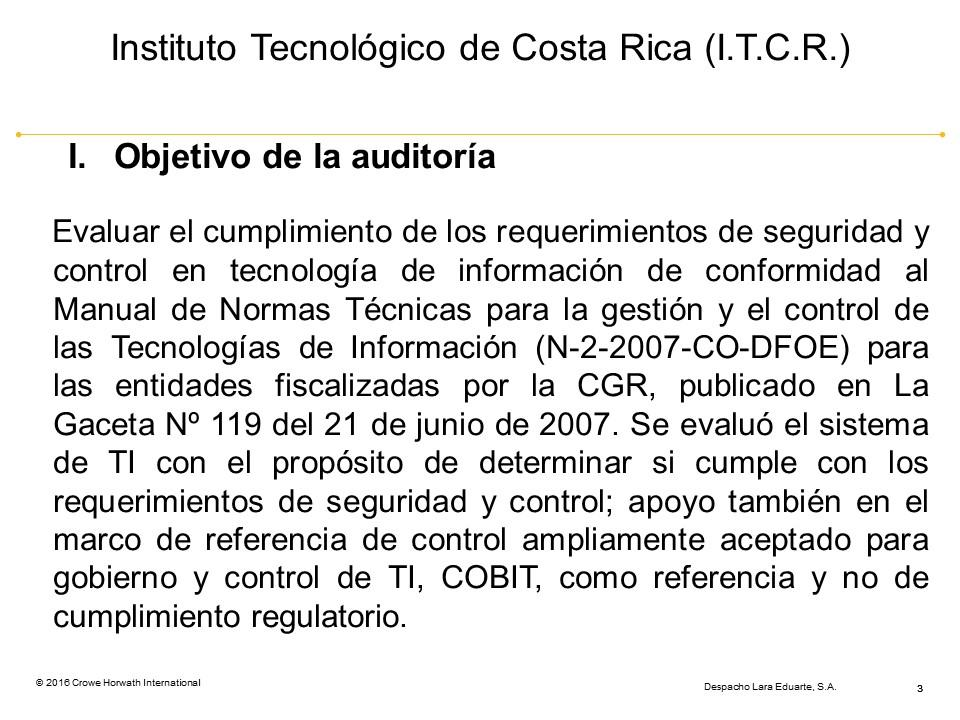 Instituto Tecnológico de Costa Rica (I.T.C.R.)
I. Objetivo de la auditoría
Evaluar el cumplimiento de los requerimientos de seguridad y
control en tecnología de información de conformidad al
Manual de Normas Técnicas para la gestión y el control de
las Tecnologías de Información (N-2-2007-CO-DFOE) para
las entidades fiscalizadas por la CGR, publicado en La
Gaceta Nº 119 del 21 de junio de 2007. Se evaluó el sistema
de TI con el propósito de determinar si cumple con los
requerimientos de seguridad y control; apoyo también en el
marco de referencia de control ampliamente aceptado para
gobierno y control de TI, COBIT, como referencia y no de
cumplimiento regulatorio.
© 2016 Crowe Horwath International
Despacho Lara Eduarte, S.A. 3